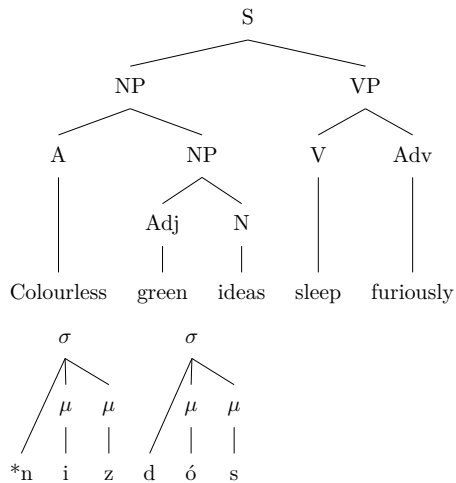 S
NP VP
A NP V Adv
Adj N
Colourless green ideas sleep furiously
σ σ
μ μ μ μ
*n i z d ó s